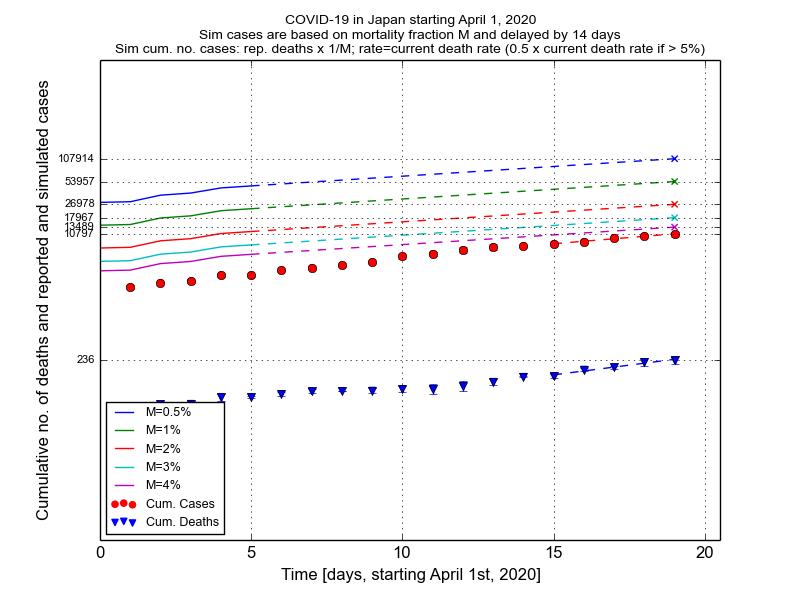 COVID-19 in Japan starting April 1, 2020
Sim cases are based on mortality fraction M and delayed by 14 days
Sim cum. no. cases: rep. deaths x 1/M; rate=current death rate (0.5 x current death rate if > 5%)
Cumulative no. of deaths and reported and simulated cases
107914
53957
26978
17967
13489
10797
236
M=0.5%
M=1%
M=2%
M=3%
M=4%
Cum. Cases
Cum. Deaths
0
5
10
15
20
Time [days, starting April 1st, 2020]